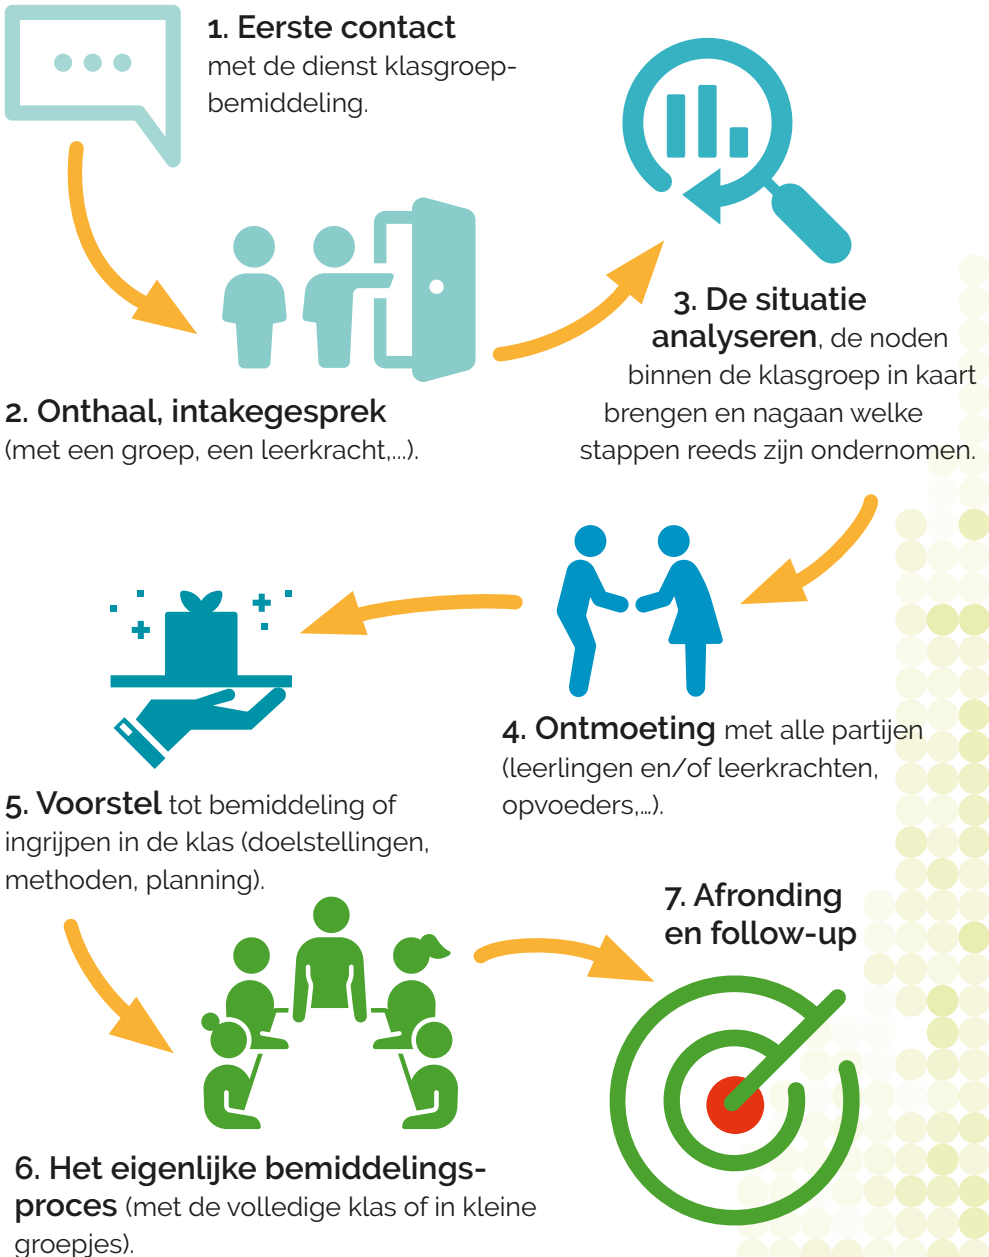 1. Eerste contact
met de dienst klasgroep-
bemiddeling.
2. Onthaal, intakegesprek
(met een groep, een leerkracht,...).
3. De situatie
analyseren, de noden
binnen de klasgroep in kaart
brengen en nagaan welke
stappen reeds zijn ondernomen.
4. Ontmoeting met alle partijen
(leerlingen en/of leerkrachten,
opvoeders,...).
5. Voorstel tot bemiddeling of
ingrijpen in de klas (doelstellingen,
methoden, planning).
6. Het eigenlijke bemiddelings-
proces (met de volledige klas of in kleine
groepjes).
7. Afronding
en follow-up